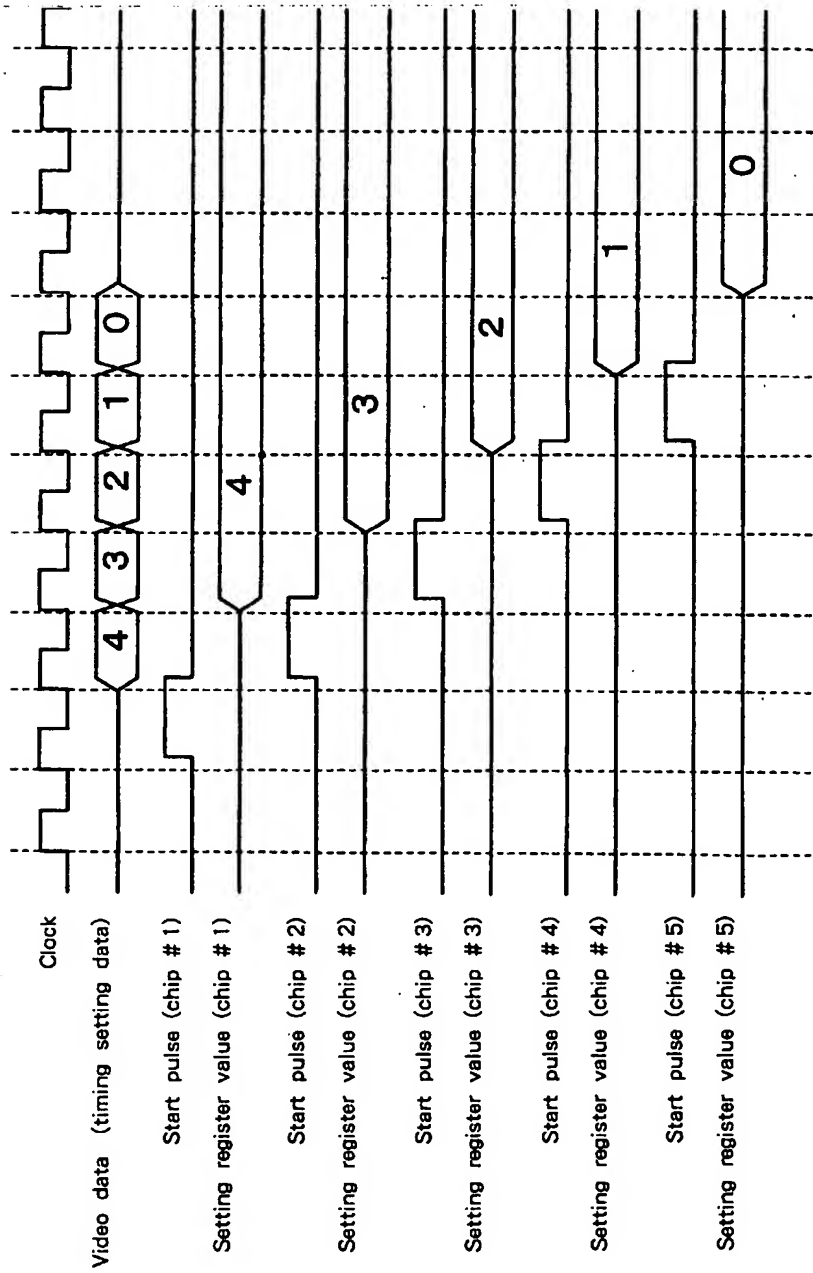 Clock
Video data (timing setting data)
4 3 2 1 0
Start pulse (chip # 1)
Setting register value (chip # 1)
4
Start pulse (chip # 2)
Setting register value (chip # 2)
3
Start pulse (chip # 3)
Setting register value (chip # 3)
2
Start pulse (chip # 4)
Setting register value (chip # 4)
1
Start pulse (chip # 5)
Setting register value (chip # 5)
0